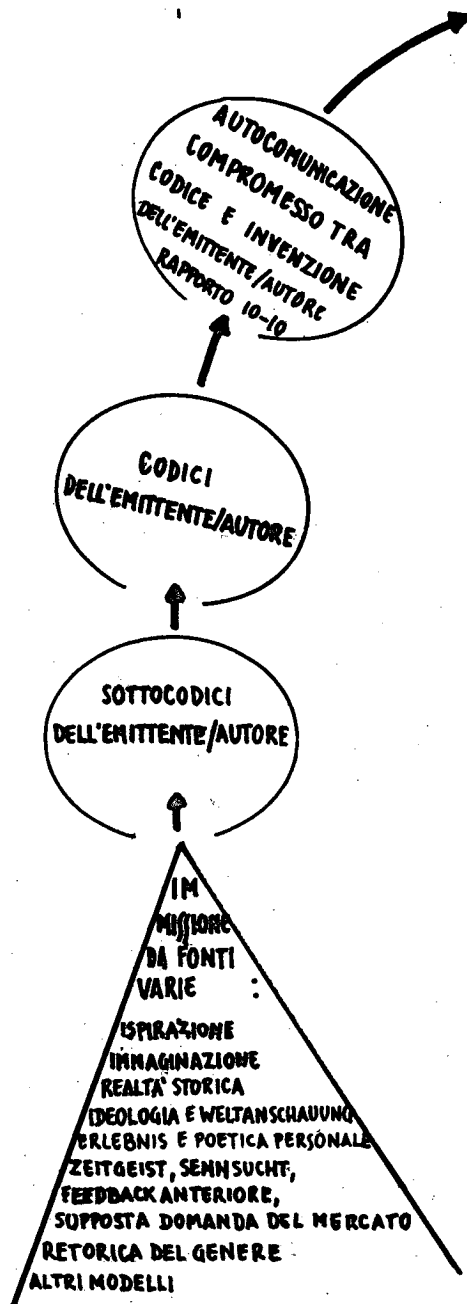 AUTOCOMUNICAZIONE
COMPROMESSO TRA
CODICE E INVENZIONE
DELL'EMITTENTE/AUTORE
RAPPORTO 10-10
CODICI
DELL'EMITTENTE/AUTORE
SOTTOCODICI
DELL'EMITTENTE/AUTORE
IM
MISSIONE
DA FONTI
VARIE :
ISPIRAZIONE
IMMAGINAZIONE
REALTA' STORICA
IDEOLOGIA E WELTANSCHAUUNG
ERLEBNIS E POETICA PERSONALE
ZEITGEIST, SEHNSUCHT,
FEEDBACK ANTERIORE,
SUPPOSTA DOMANDA DEL MERCATO
RETORICA DEL GENERE
ALTRI MODELLI